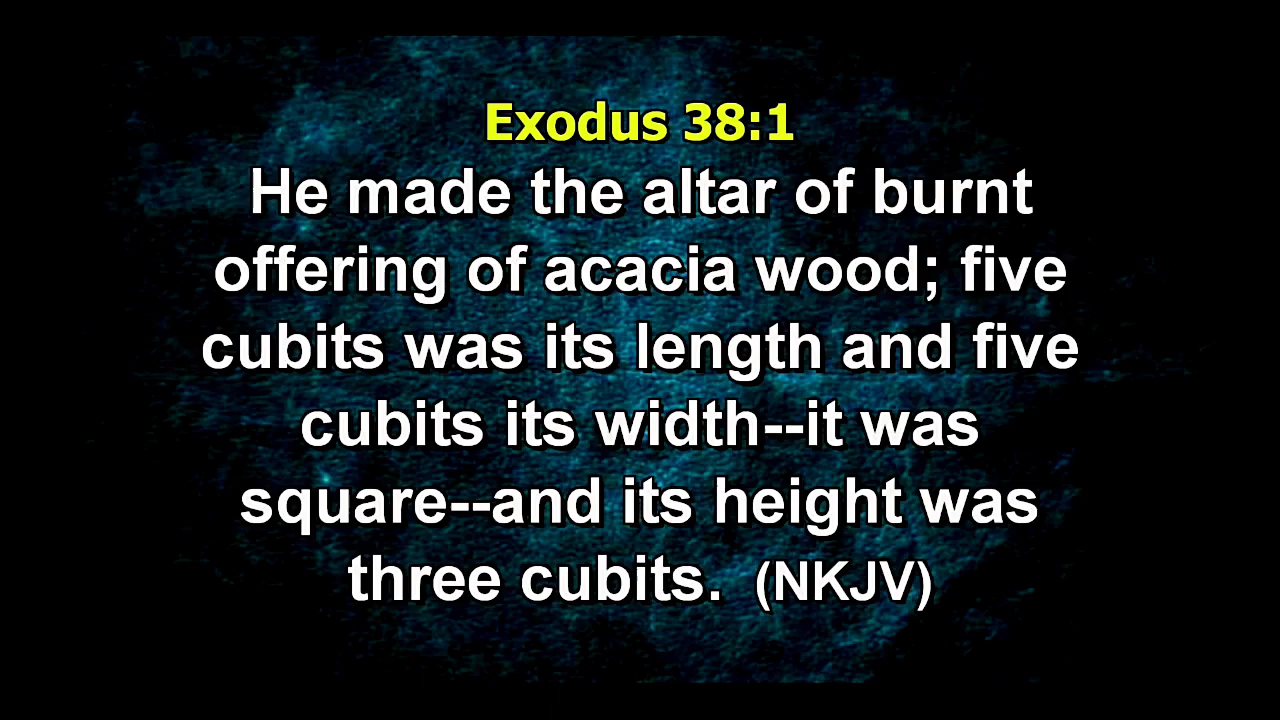 Exodus 38:1
He made the altar of burnt
offering of acacia wood; five
cubits was its length and five
cubits its width--it was
square--and its height was
three cubits. (NKJV)